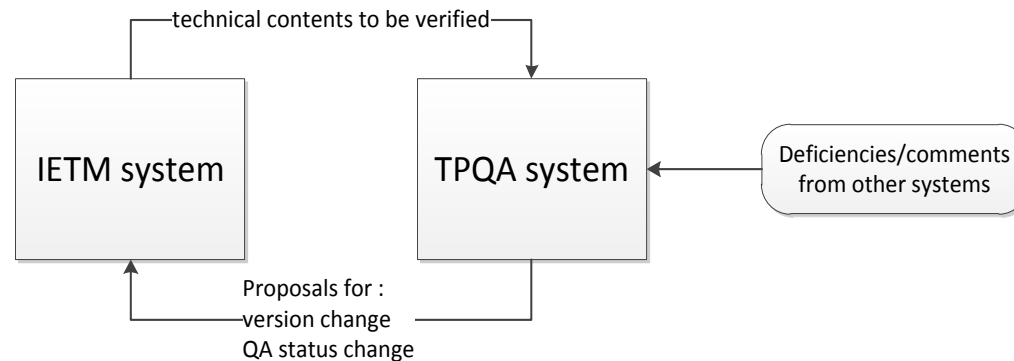 technical contents to be verified
IETM system
TPQA system
Deficiencies/comments
from other systems
Proposals for :
version change
QA status change